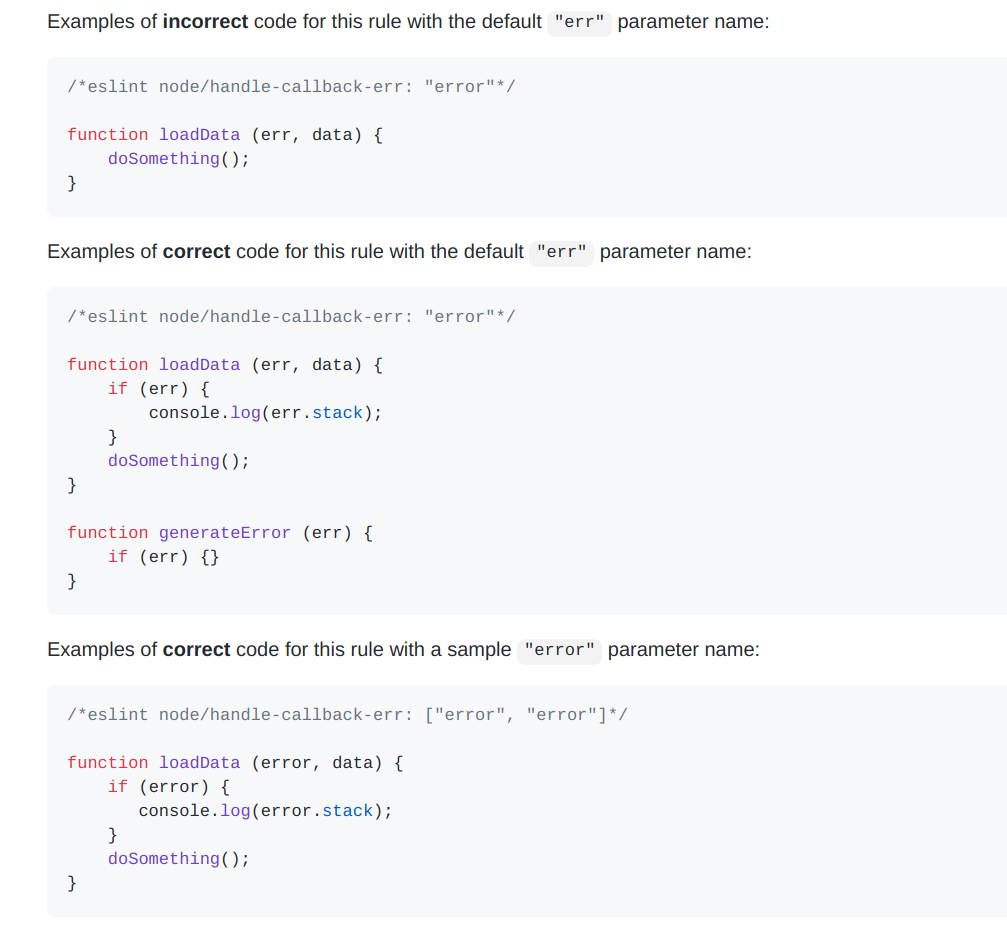 Examples of incorrect code for this rule with the default "err" parameter name:
/*eslint node/handle-callback-err: "error"*/
function loadData (err, data) {
    doSomething();
}
Examples of correct code for this rule with the default "err" parameter name:
/*eslint node/handle-callback-err: "error"*/
function loadData (err, data) {
    if (err) {
        console.log(err.stack);
    }
    doSomething();
}
function generateError (err) {
    if (err) {}
}
Examples of correct code for this rule with a sample "error" parameter name:
/*eslint node/handle-callback-err: ["error", "error"]*/
function loadData (error, data) {
    if (error) {
       console.log(error.stack);
    }
    doSomething();
}